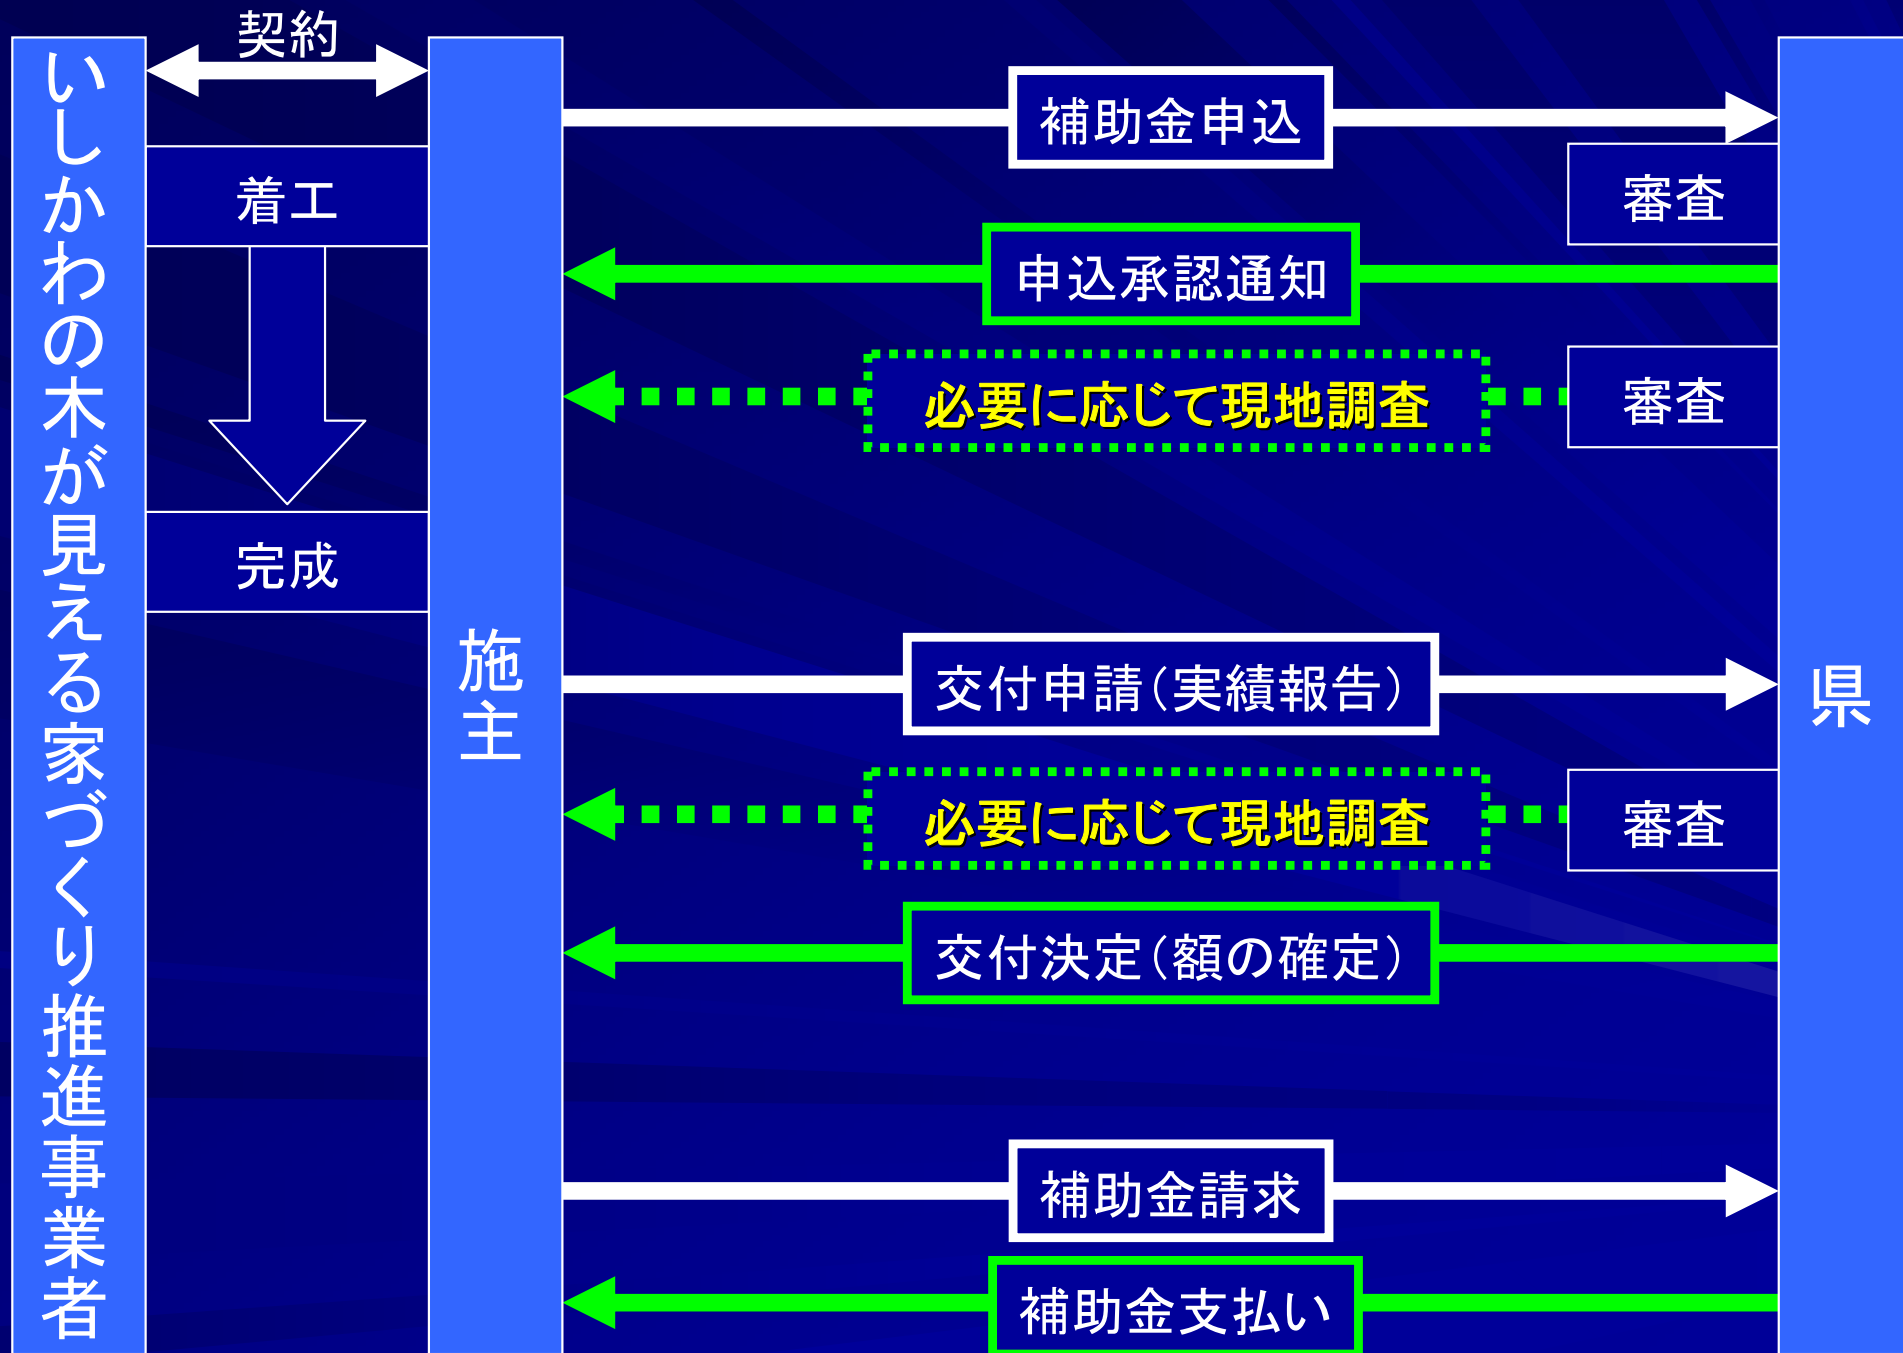 契約
いしかわの木が見える家づくり推進事業者
着工
完成
施主
補助金申込
審査
申込承認通知
必要に応じて現地調査
審査
交付申請（実績報告）
県
必要に応じて現地調査
審査
交付決定（額の確定）
補助金請求
補助金支払い